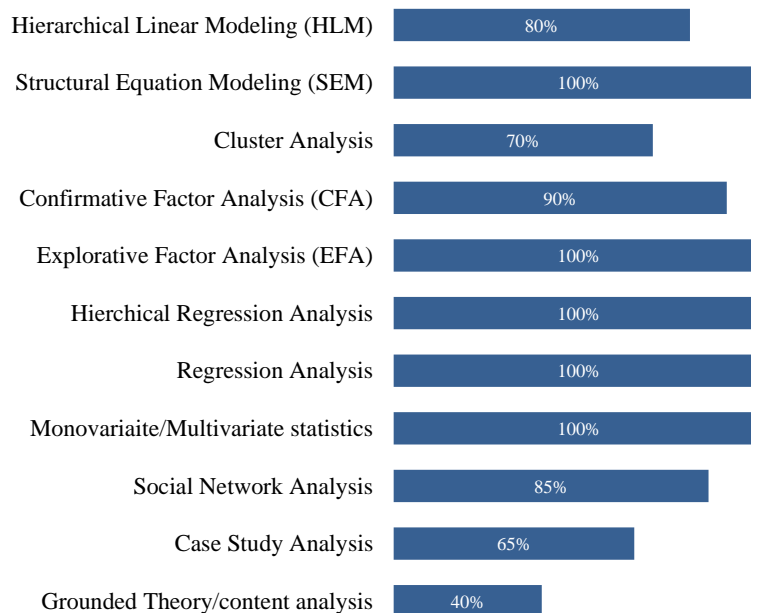 Hierarchical Linear Modeling (HLM) 80%
Structural Equation Modeling (SEM) 100%
Cluster Analysis 70%
Confirmative Factor Analysis (CFA) 90%
Explorative Factor Analysis (EFA) 100%
Hierchical Regression Analysis 100%
Regression Analysis 100%
Monovariaite/Multivariate statistics 100%
Social Network Analysis 85%
Case Study Analysis 65%
Grounded Theory/content analysis 40%